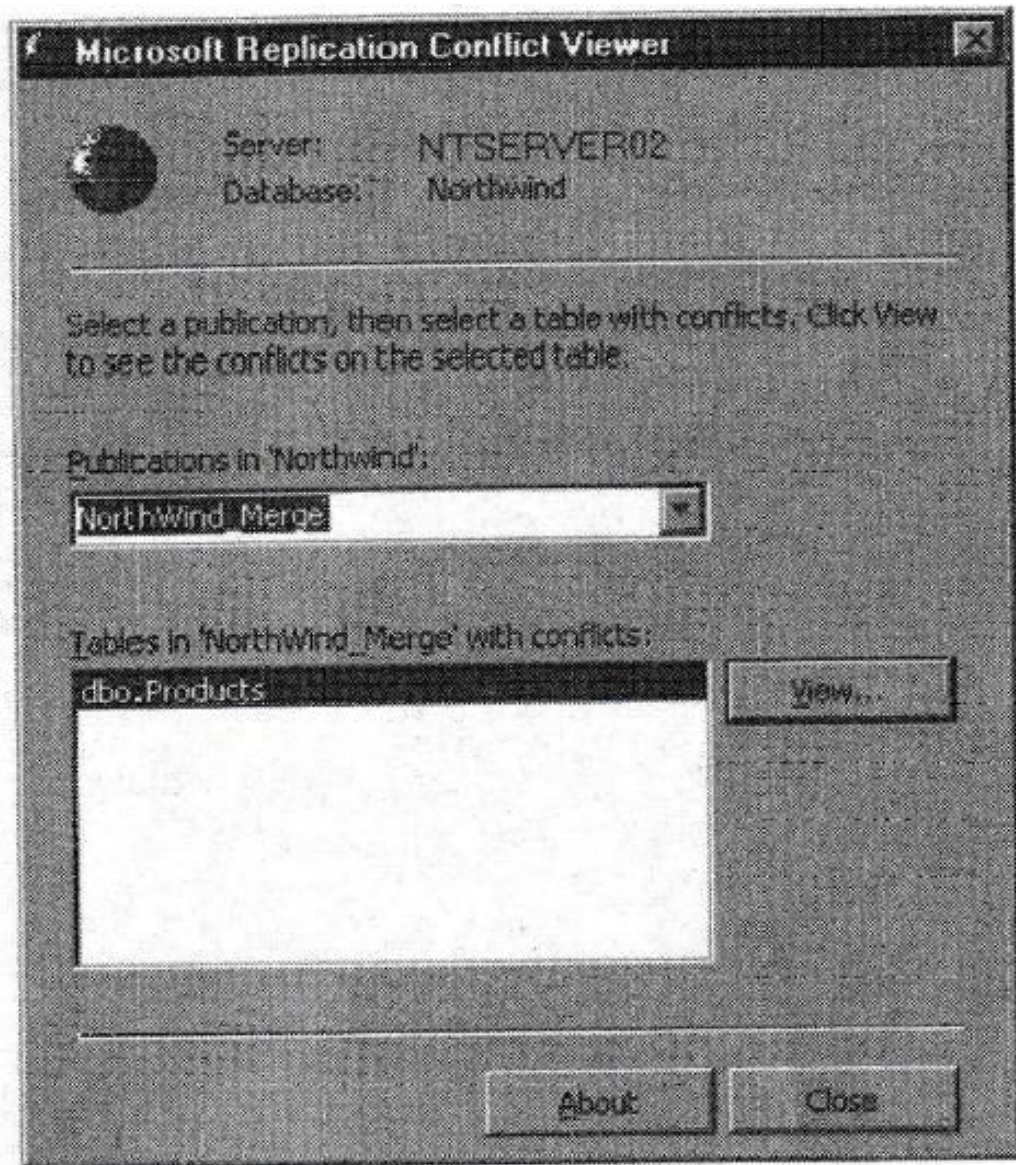 Microsoft Replication Conflict Viewer
Server: NTSERVER02
Database: Northwind
Select a publication, then select a table with conflicts. Click View
to see the conflicts on the selected table.
Publications in 'Northwind':
NorthWind_Merge
Tables in 'NorthWind_Merge' with conflicts:
dbo.Products
View...
About
Close